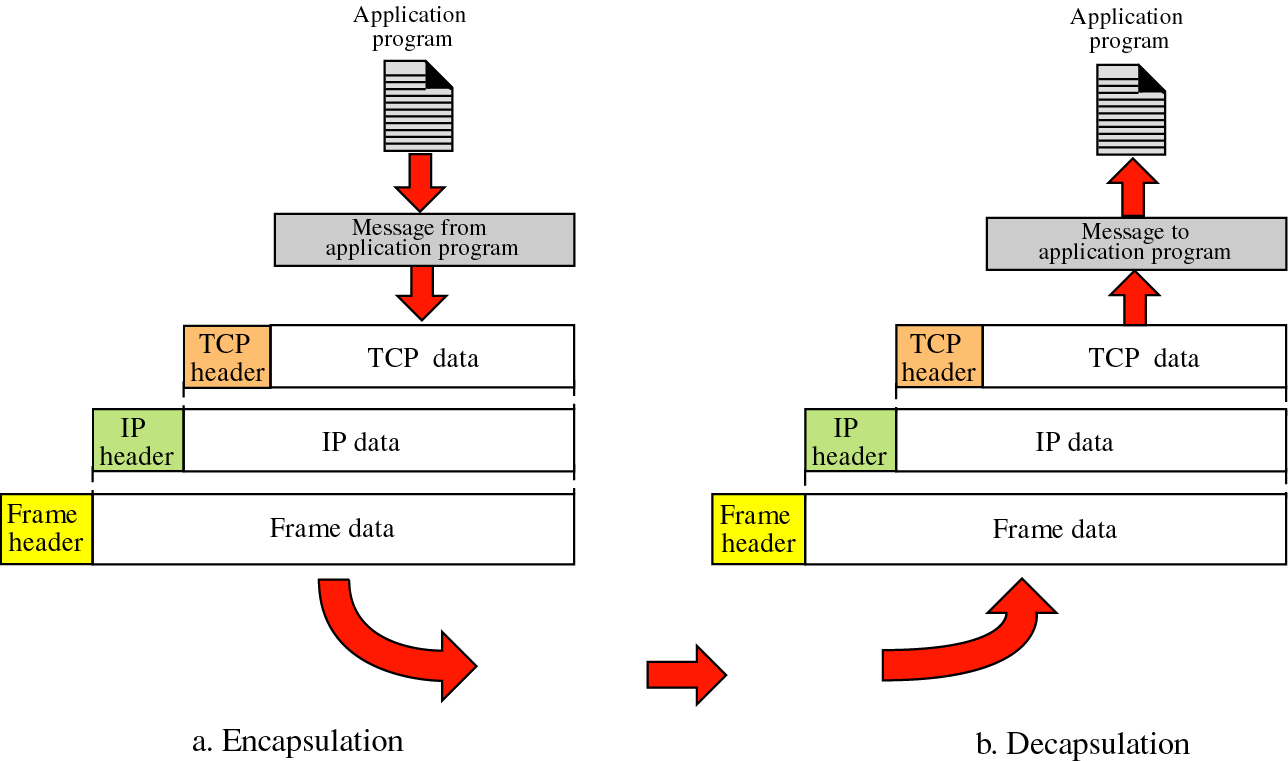 Application
program
Message from
application program
TCP
header
TCP data
IP
header
IP data
Frame
header
Frame data
a. Encapsulation
Application
program
Message to
application program
TCP
header
TCP data
IP
header
IP data
Frame
header
Frame data
b. Decapsulation